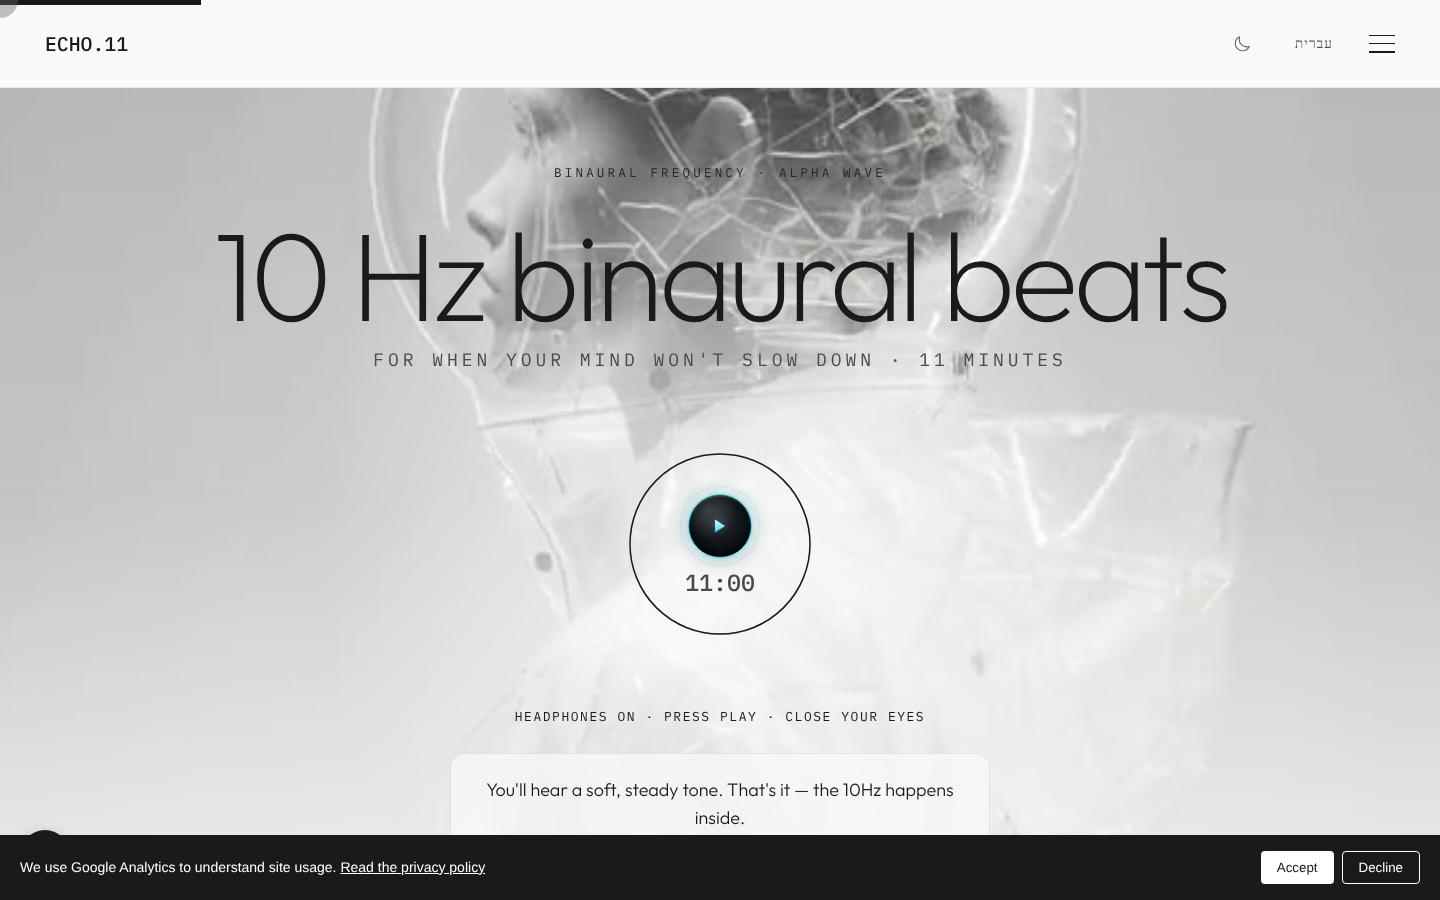 ECHO.11
עברית
BINAURAL FREQUENCY · ALPHA WAVE
10 Hz binaural beats
FOR WHEN YOUR MIND WON'T SLOW DOWN · 11 MINUTES
11:00
HEADPHONES ON · PRESS PLAY · CLOSE YOUR EYES
You'll hear a soft, steady tone. That's it — the 10Hz happens
inside.
We use Google Analytics to understand site usage. Read the privacy policy
Accept
Decline